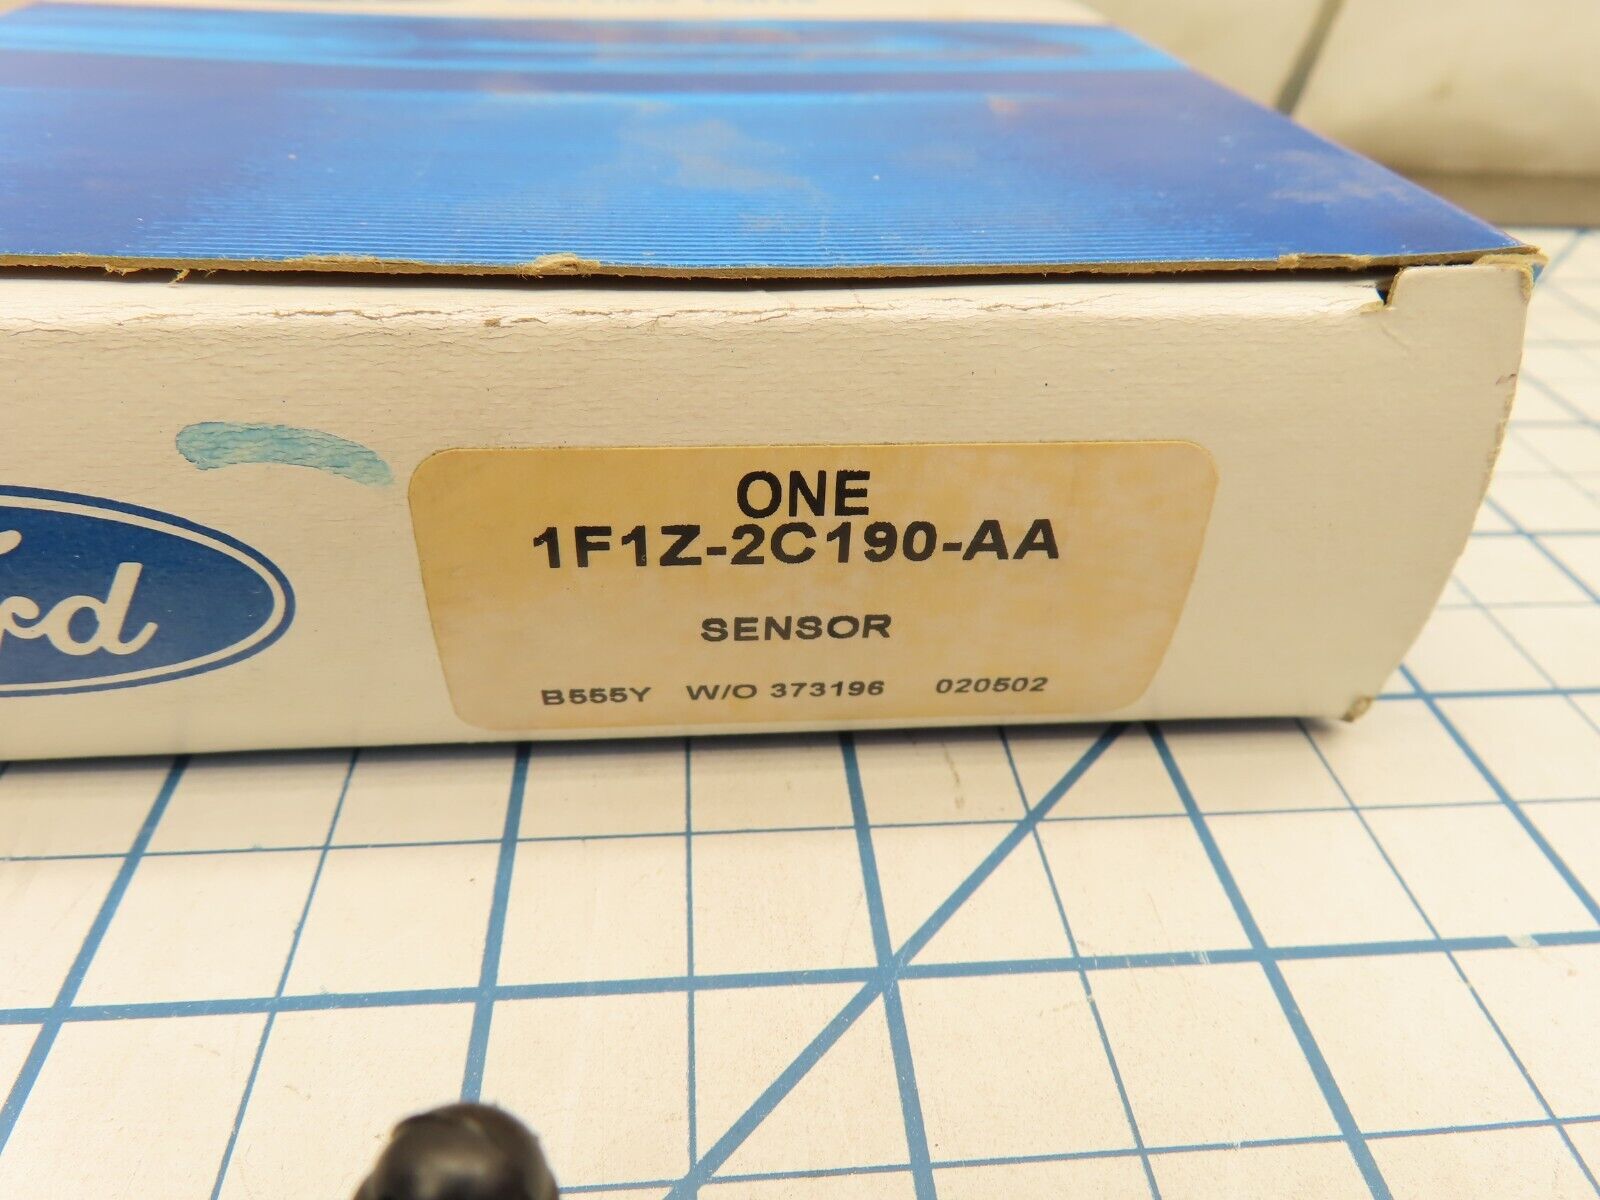 ONE
1F1Z-2C190-AA
SENSOR
B555Y W/O 373196 020502